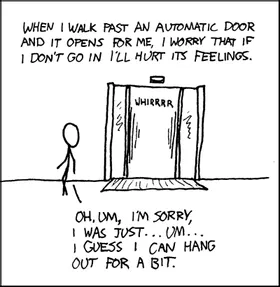 WHEN I WALK PAST AN AUTOMATIC DOOR
AND IT OPENS FOR ME, I WORRY THAT IF
I DON'T GO IN I'LL HURT ITS FEELINGS.
WHIRRRR
OH, UM, I'M SORRY,
I WAS JUST... UM...
I GUESS I CAN HANG
OUT FOR A BIT.